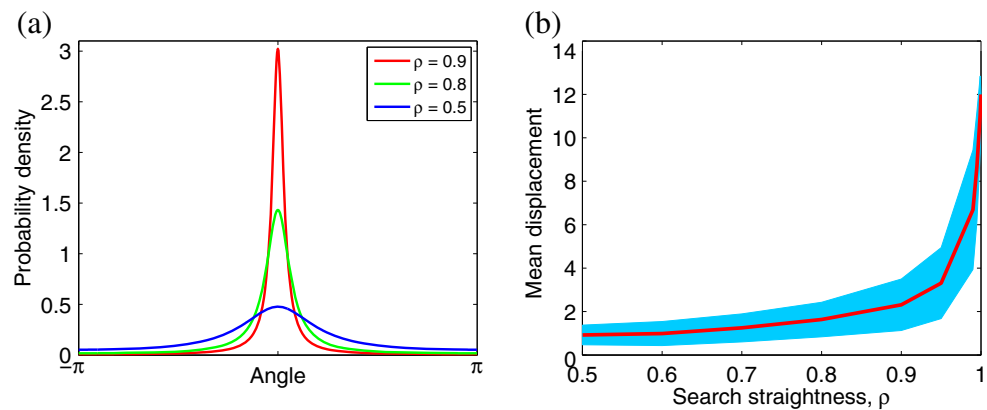 (a)
Probability density
3
2.5
2
1.5
1
0.5
0
−π
Angle
π
ρ = 0.9
ρ = 0.8
ρ = 0.5
(b)
Mean displacement
14
12
10
8
6
4
2
0
0.5 0.6 0.7 0.8 0.9 1
Search straightness, ρ